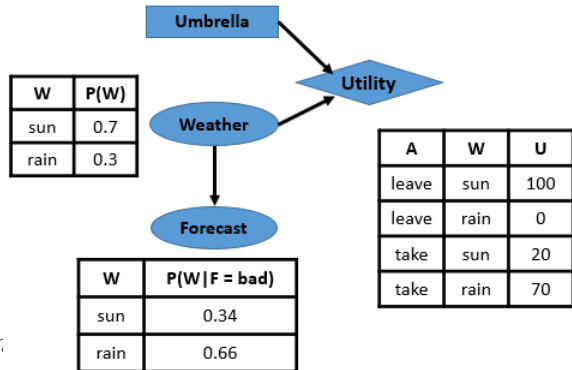 Umbrella
Utility
W P(W)
sun 0.7
rain 0.3
Weather
A W U
leave sun 100
leave rain 0
take sun 20
take rain 70
Forecast
W P(W|F = bad)
sun 0.34
rain 0.66